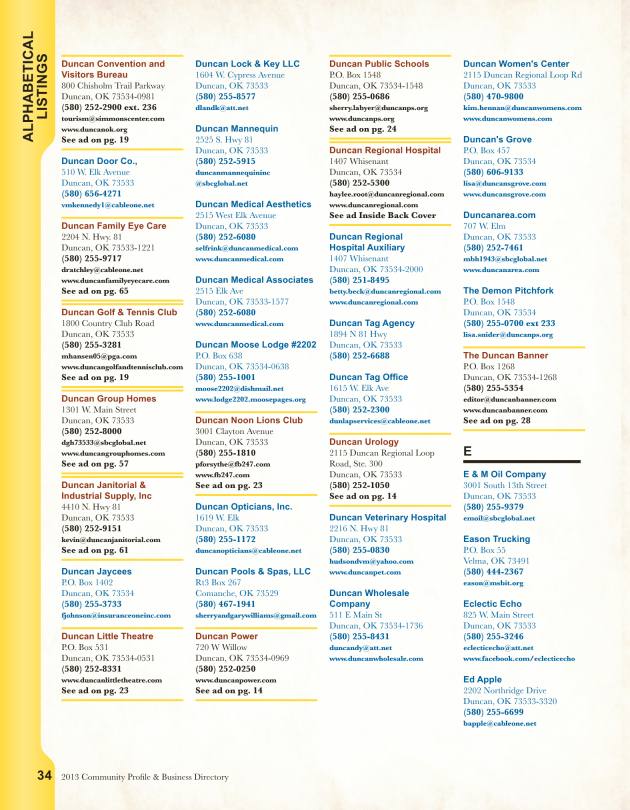 ALPHABETICAL
LISTINGS
Duncan Convention and
Visitors Bureau
800 Chisholm Trail Parkway
Duncan, OK 73534-0981
(580) 252-2900 ext. 236
tourism@simmonscenter.com
www.duncanok.org
See ad on pg. 19
Duncan Door Co.,
510 W. Elk Avenue
Duncan, OK 73533
(580) 656-4271
vmkennedy1@cableone.net
Duncan Family Eye Care
2204 N. Hwy. 81
Duncan, OK 73533-1221
(580) 255-9717
dratchley@cableone.net
www.duncanfamilyeyecare.com
See ad on pg. 65
Duncan Golf & Tennis Club
1800 Country Club Road
Duncan, OK 73533
(580) 255-3281
mhansen05@pga.com
www.duncangolfandtennisclub.com
See ad on pg. 19
Duncan Group Homes
1301 W. Main Street
Duncan, OK 73533
(580) 252-8000
dgh73533@sbcglobal.net
www.duncangrouphomes.com
See ad on pg. 57
Duncan Janitorial &
Industrial Supply, Inc
4410 N. Hwy 81
Duncan, OK 73533
(580) 252-9151
kevin@duncanjanitorial.com
See ad on pg. 61
Duncan Jaycees
P.O. Box 1402
Duncan, OK 73534
(580) 255-3733
fjohnson@insuranceoneinc.com
Duncan Little Theatre
P.O. Box 531
Duncan, OK 73534-0531
(580) 252-8331
www.duncanlittletheatre.com
See ad on pg. 23
Duncan Lock & Key LLC
1604 W. Cypress Avenue
Duncan, OK 73533
(580) 255-8577
dlandk@att.net
Duncan Mannequin
2525 S. Hwy 81
Duncan, OK 73533
(580) 252-5915
duncanmannequininc
@sbcglobal.net
Duncan Medical Aesthetics
2515 West Elk Avenue
Duncan, OK 73533
(580) 252-6080
selfrink@duncanmedical.com
www.duncanmedical.com
Duncan Medical Associates
2515 Elk Ave
Duncan, OK 73533-1577
(580) 252-6080
www.duncanmedical.com
Duncan Moose Lodge #2202
P.O. Box 638
Duncan, OK 73534-0638
(580) 255-1001
moose2202@dishmail.net
www.lodge2202.moosepages.org
Duncan Noon Lions Club
3001 Clayton Avenue
Duncan, OK 73533
(580) 255-1810
pforsythe@fb247.com
www.fb247.com
See ad on pg. 23
Duncan Opticians, Inc.
1619 W. Elk
Duncan, OK 73533
(580) 255-1172
duncanopticians@cableone.net
Duncan Pools & Spas, LLC
Rt3 Box 267
Comanche, OK 73529
(580) 467-1941
sherryandgarywilliams@gmail.com
Duncan Power
720 W Willow
Duncan, OK 73534-0969
(580) 252-0250
www.duncanpower.com
See ad on pg. 14
Duncan Public Schools
P.O. Box 1548
Duncan, OK 73534-1548
(580) 255-0686
sherry.labyer@duncanps.org
www.duncanps.org
See ad on pg. 24
Duncan Regional Hospital
1407 Whisenant
Duncan, OK 73534
(580) 252-5300
haylee.root@duncanregional.com
www.duncanregional.com
See ad Inside Back Cover
Duncan Regional
Hospital Auxiliary
1407 Whisenant
Duncan, OK 73534-2000
(580) 251-8495
betty.beck@duncanregional.com
www.duncanregional.com
Duncan Tag Agency
1894 N 81 Hwy
Duncan, OK 73533
(580) 252-6688
Duncan Tag Office
1615 W. Elk Ave
Duncan, OK 73533
(580) 252-2300
dunlapservices@cableone.net
Duncan Urology
2115 Duncan Regional Loop
Road, Ste. 300
Duncan, OK 73533
(580) 252-1050
See ad on pg. 14
Duncan Veterinary Hospital
2216 N. Hwy 81
Duncan, OK 73533
(580) 255-0830
hudsondvm@yahoo.com
www.duncanpet.com
Duncan Wholesale
Company
511 E Main St
Duncan, OK 73534-1736
(580) 255-8431
duncandy@att.net
www.duncanwholesale.com
Duncan Women's Center
2115 Duncan Regional Loop Rd
Duncan, OK 73533
(580) 470-9800
kim.hennan@duncanwomens.com
www.duncanwomens.com
Duncan's Grove
P.O. Box 457
Duncan, OK 73534
(580) 606-9133
lisa@duncansgrove.com
www.duncansgrove.com
Duncanarea.com
707 W. Elm
Duncan, OK 73533
(580) 252-7461
mbh1943@sbcglobal.net
www.duncanarea.com
The Demon Pitchfork
P.O. Box 1548
Duncan, OK 73534
(580) 255-0700 ext 233
lisa.snider@duncanps.org
The Duncan Banner
P.O. Box 1268
Duncan, OK 73534-1268
(580) 255-5354
editor@duncanbanner.com
www.duncanbanner.com
See ad on pg. 28
E
E & M Oil Company
3001 South 13th Street
Duncan, OK 73533
(580) 255-9379
emoil@sbcglobal.net
Eason Trucking
P.O. Box 55
Velma, OK 73491
(580) 444-2367
eason@msbit.org
Eclectic Echo
825 W. Main Street
Duncan, OK 73533
(580) 255-3246
eclecticecho@att.net
www.facebook.com/eclecticecho
Ed Apple
2202 Northridge Drive
Duncan, OK 73533-3320
(580) 255-6699
bapple@cableone.net
34 2013 Community Profile & Business Directory